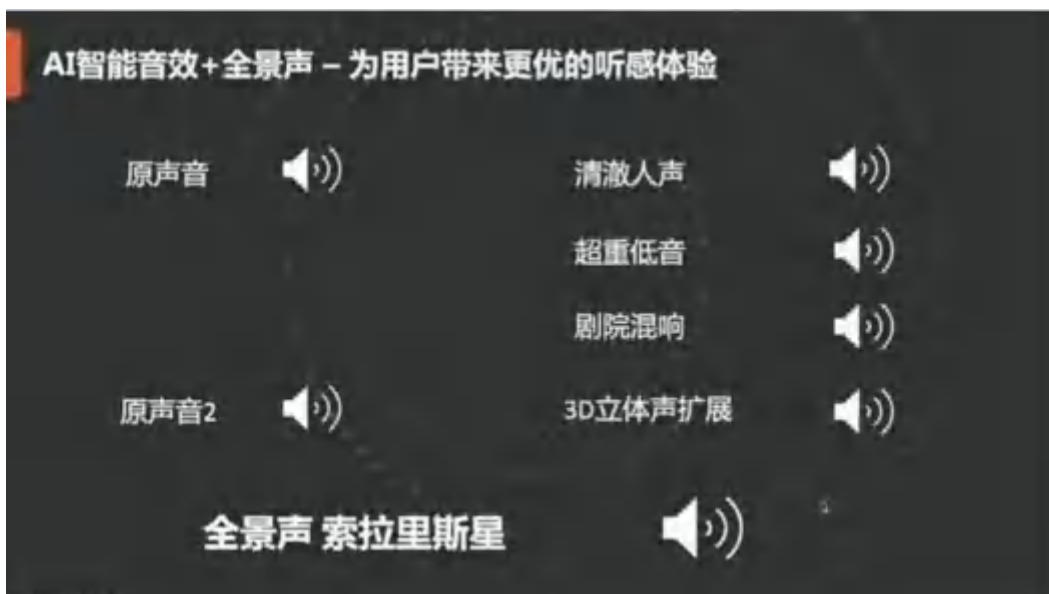 AI智能音效+全景声 – 为用户带来更优的听感体验
原声音
清澈人声
超重低音
剧院混响
原声音2
3D立体声扩展
全景声 索拉里斯星